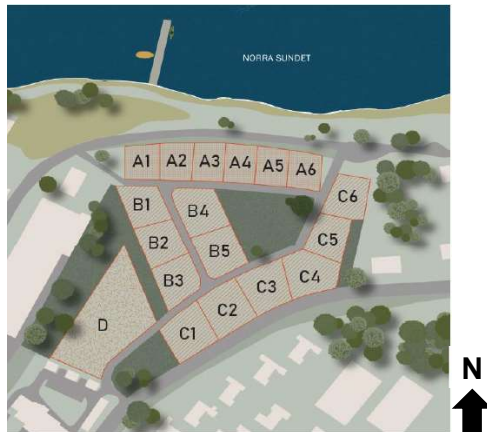 NORRA SUNDET
A1 A2 A3 A4 A5 A6
C6
B1 B4
C5
B2 B5
B3 C4
C3
C2
D C1
N